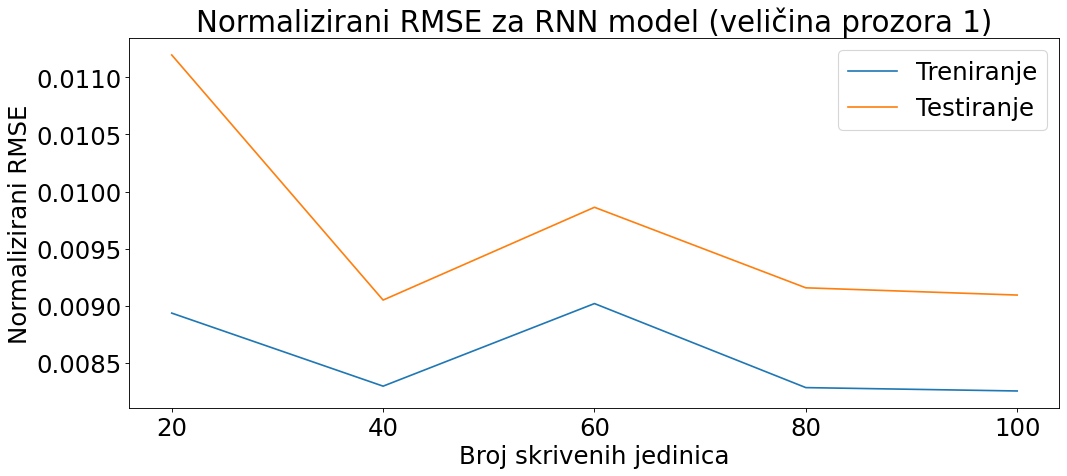 Normalizirani RMSE za RNN model (veličina prozora 1)
Treniranje
Testiranje
Normalizirani RMSE
0.0110
0.0105
0.0100
0.0095
0.0090
0.0085
20 40 60 80 100
Broj skrivenih jedinica